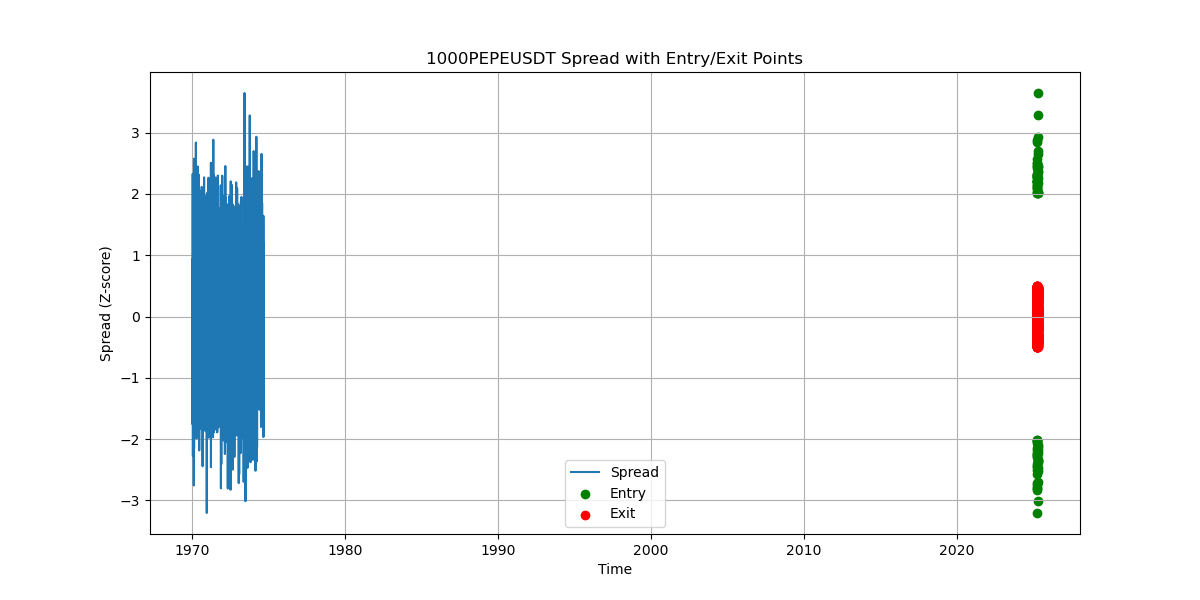 1000PEPEUSDT Spread with Entry/Exit Points
Spread (Z-score)
3
2
1
0
−1
−2
−3
Spread
Entry
Exit
1970 1980 1990 2000 2010 2020
Time